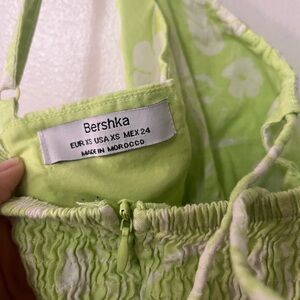 Bershka
EUR XS USA XS MEX 24
MADE IN MOROCCO